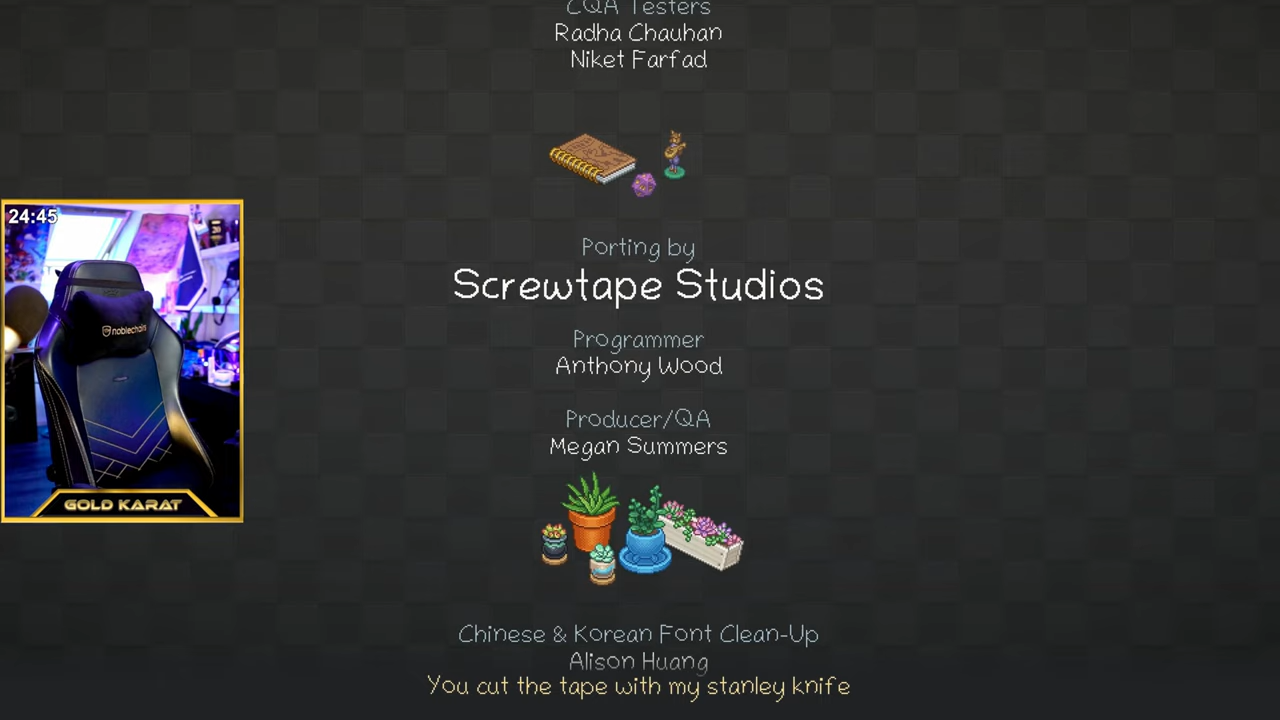 CQA Testers
Radha Chauhan
Niket Farfad
24:45
Porting by
Screwtape Studios
noblechairs
Programmer
Anthony Wood
Producer/QA
Megan Summers
GOLD KARAT
Chinese & Korean Font Clean-Up
Alison Huang
You cut the tape with my stanley knife